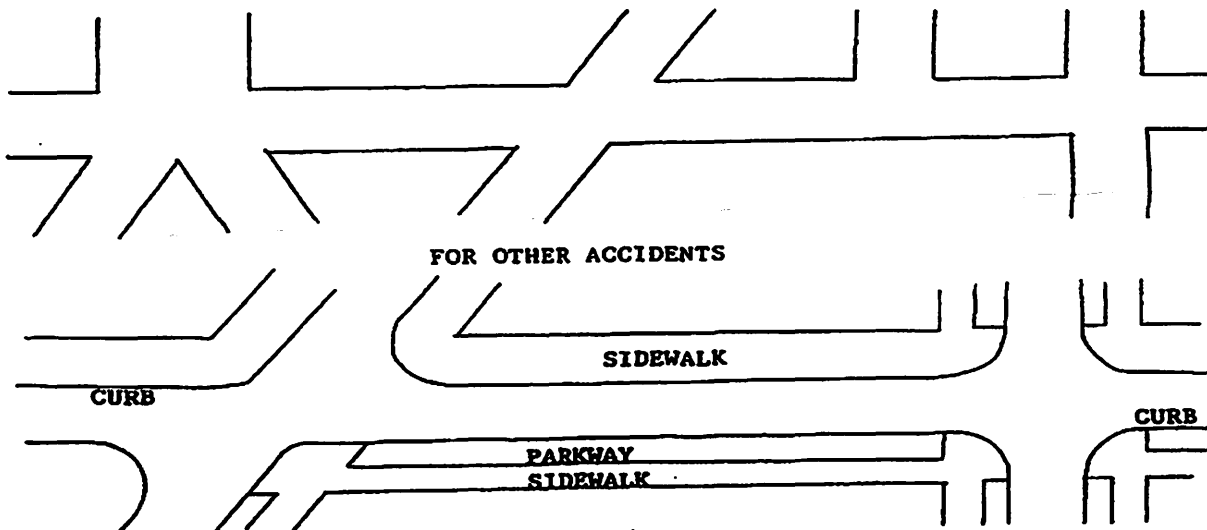 FOR OTHER ACCIDENTS
SIDEWALK
CURB
CURB
PARKWAY
SIDEWALK